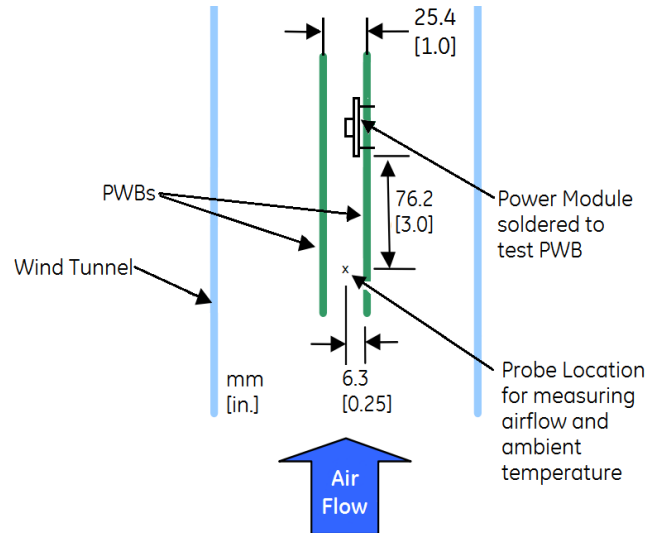 25.4
[1.0]
PWBs
76.2
[3.0]
Power Module
soldered to
test PWB
Wind Tunnel
x
mm
[in.]
6.3
[0.25]
Probe Location
for measuring
airflow and
ambient
temperature
Air
Flow